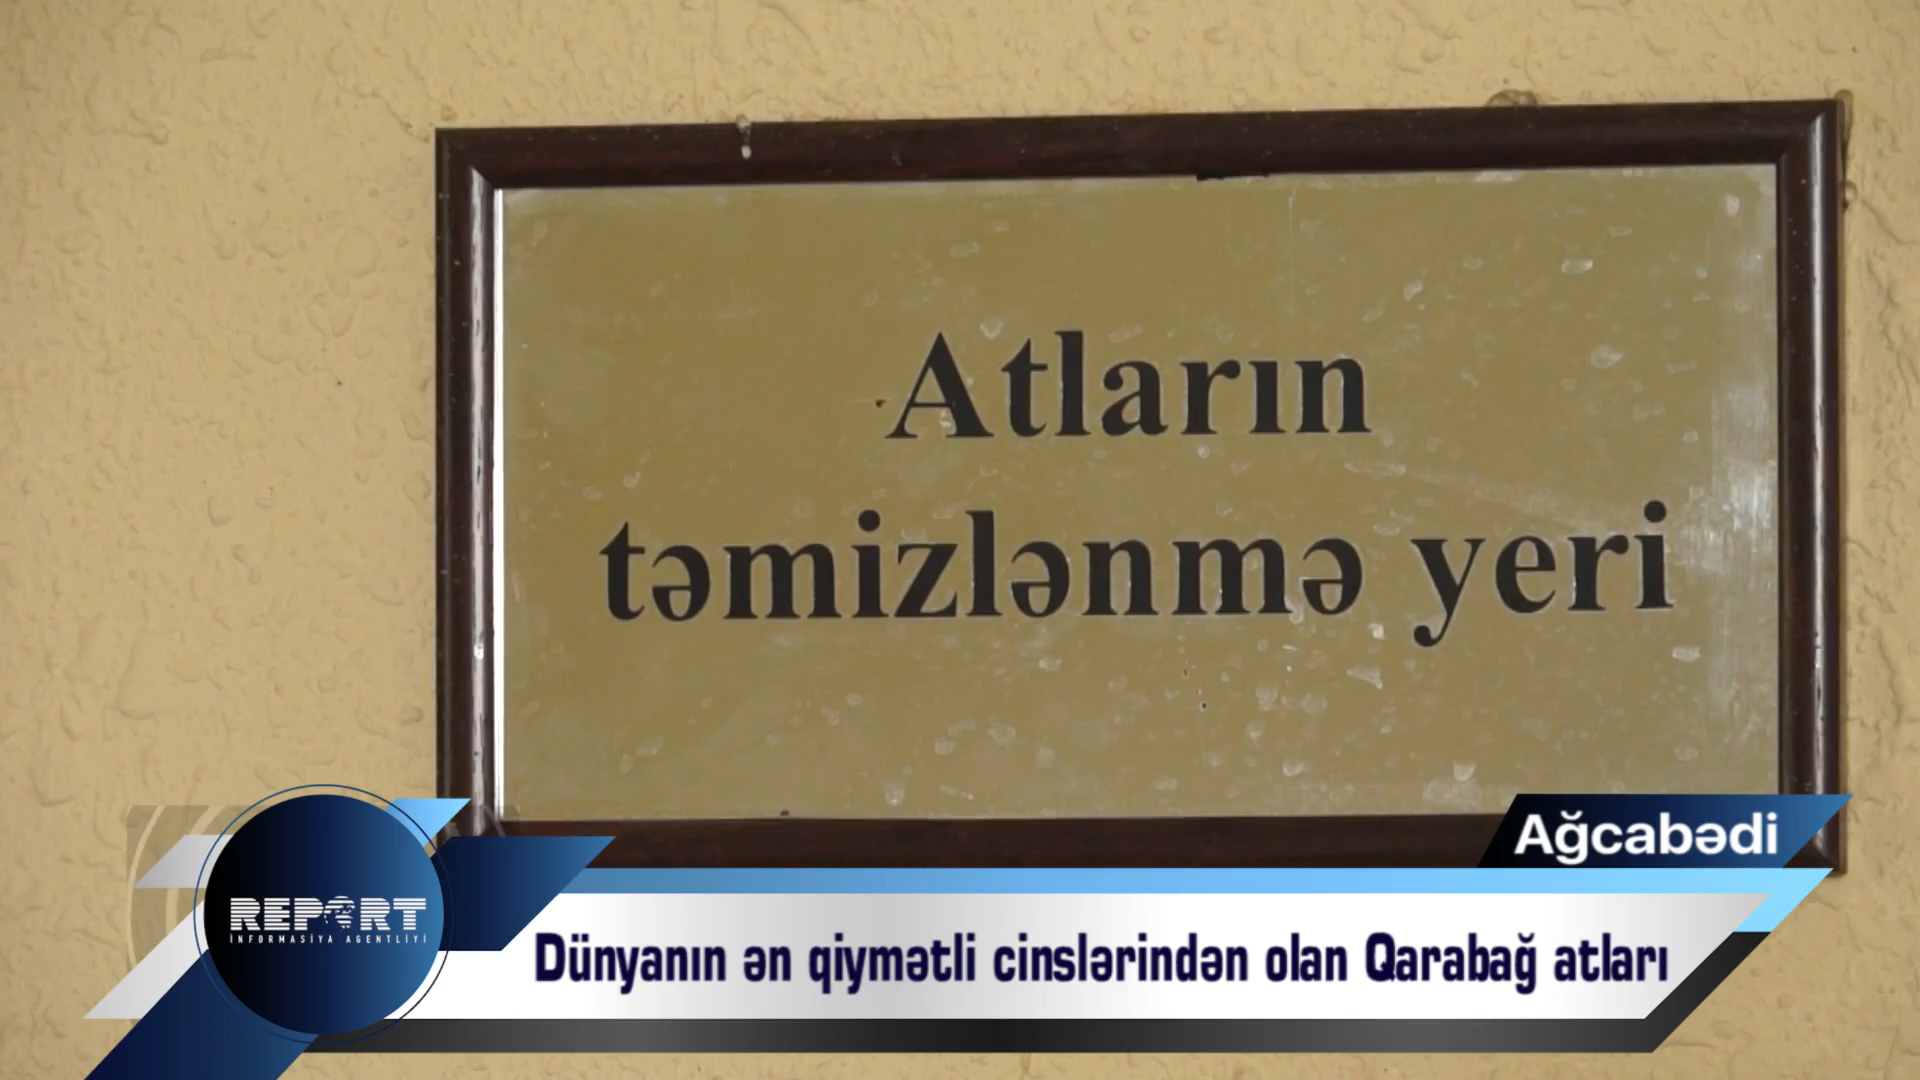 Atların
təmizlənmə yeri
Ağcabədi
REPORT
İNFORMASİYA AGENTLİYİ
Dünyanın ən qiymətli cinslərindən olan Qarabağ atları